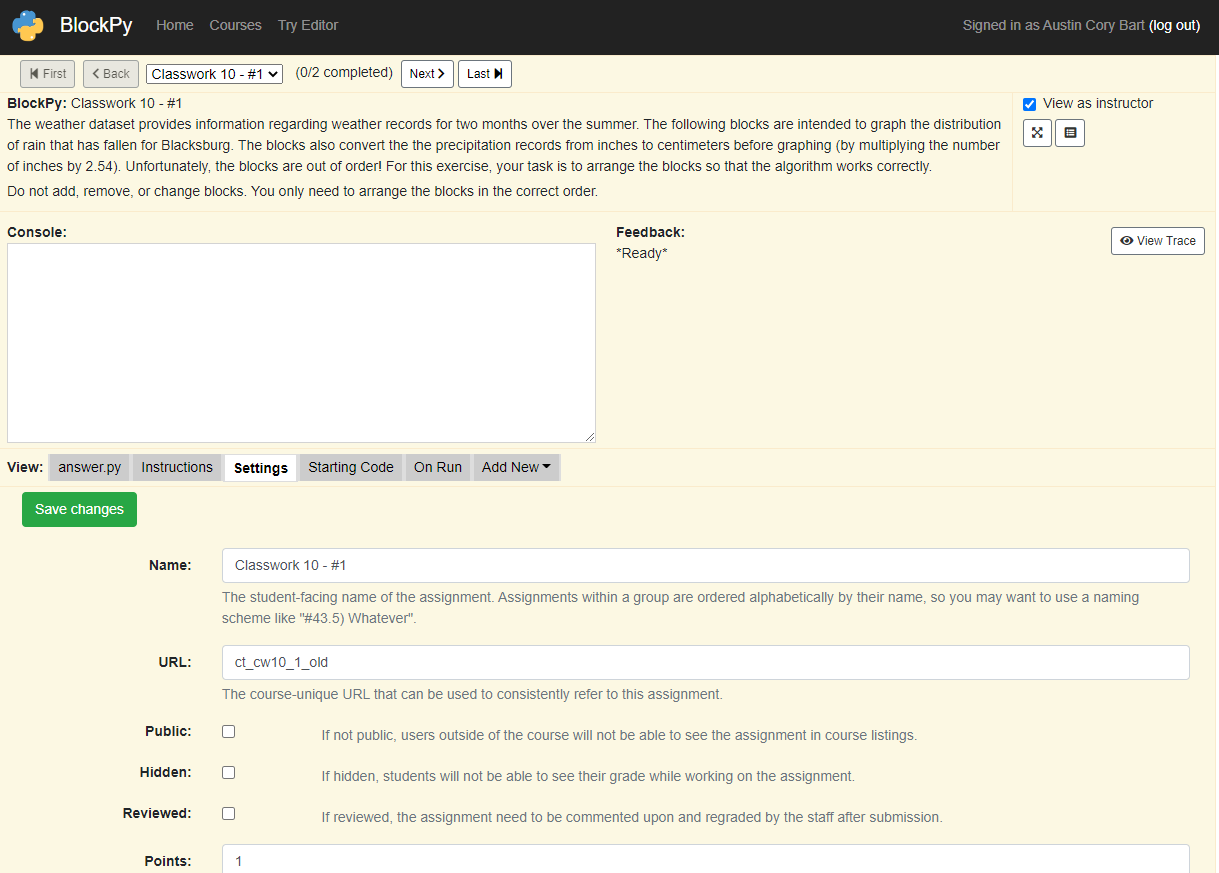 BlockPy Home Courses Try Editor Signed in as Austin Cory Bart (log out)
First Back Classwork 10 - #1 (0/2 completed) Next Last
BlockPy: Classwork 10 - #1
The weather dataset provides information regarding weather records for two months over the summer. The following blocks are intended to graph the distribution
of rain that has fallen for Blacksburg. The blocks also convert the the precipitation records from inches to centimeters before graphing (by multiplying the number
of inches by 2.54). Unfortunately, the blocks are out of order! For this exercise, your task is to arrange the blocks so that the algorithm works correctly.
Do not add, remove, or change blocks. You only need to arrange the blocks in the correct order.
View as instructor
Console:
Feedback:
*Ready*
View Trace
View: answer.py Instructions Settings Starting Code On Run Add New
Save changes
Name: Classwork 10 - #1
The student-facing name of the assignment. Assignments within a group are ordered alphabetically by their name, so you may want to use a naming
scheme like "#43.5) Whatever".
URL: ct_cw10_1_old
The course-unique URL that can be used to consistently refer to this assignment.
Public: If not public, users outside of the course will not be able to see the assignment in course listings.
Hidden: If hidden, students will not be able to see their grade while working on the assignment.
Reviewed: If reviewed, the assignment need to be commented upon and regraded by the staff after submission.
Points: 1